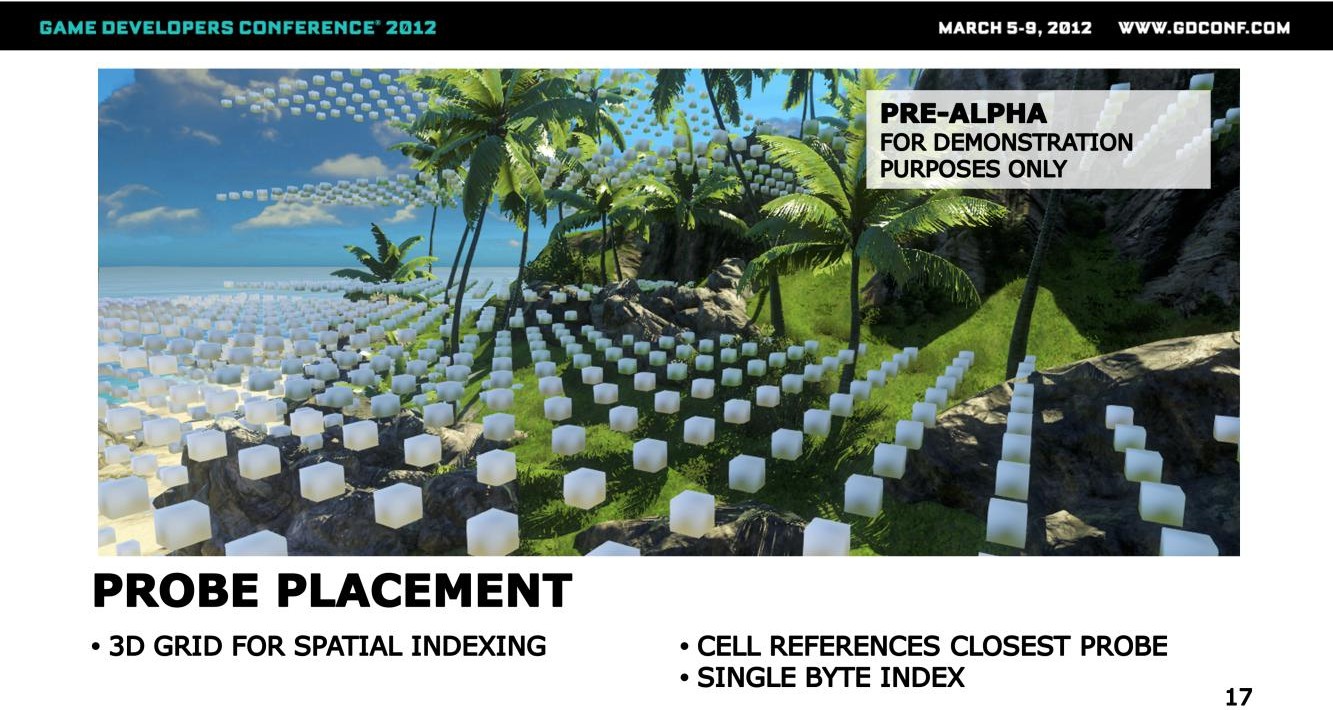 GAME DEVELOPERS CONFERENCE® 2012
MARCH 5-9, 2012 WWW.GDCONF.COM
PRE-ALPHA
FOR DEMONSTRATION
PURPOSES ONLY
PROBE PLACEMENT
• 3D GRID FOR SPATIAL INDEXING
• CELL REFERENCES CLOSEST PROBE
• SINGLE BYTE INDEX
17